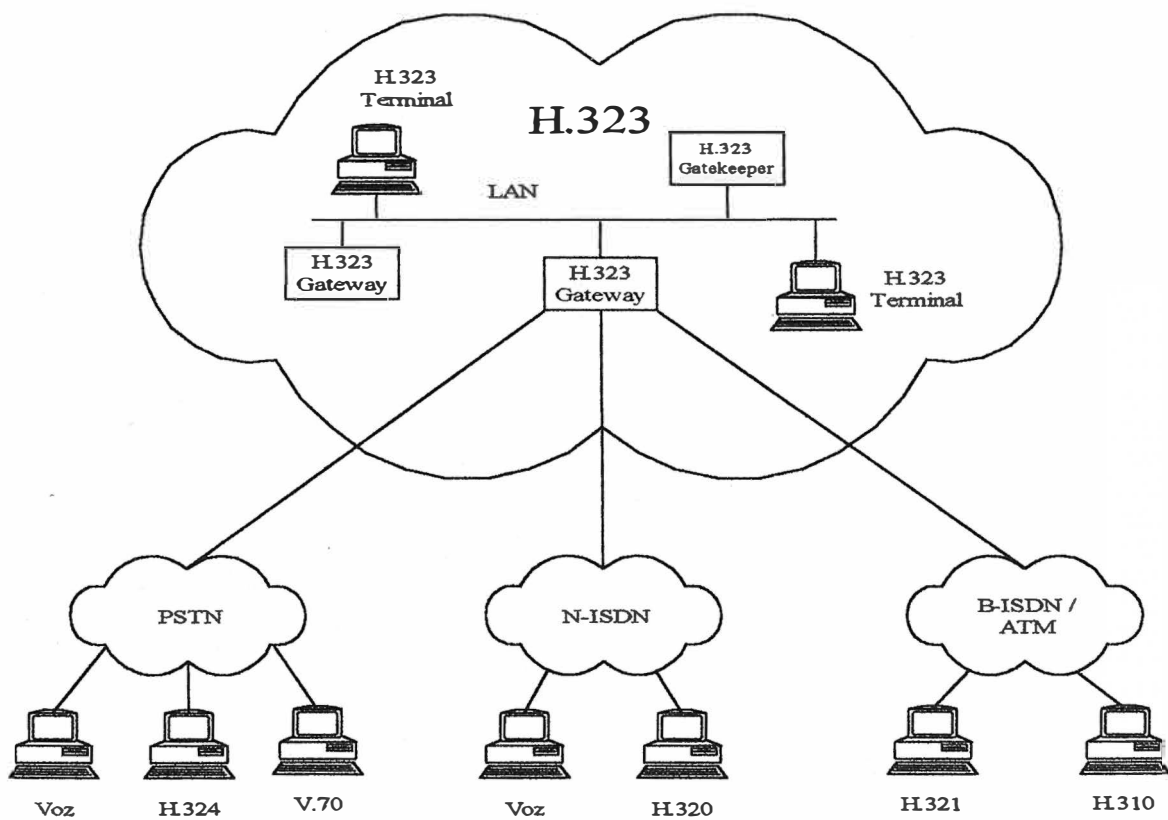 H.323
Terminal
H.323
H.323
Gatekeeper
LAN
H.323
Gateway
H.323
Gateway
H.323
Terminal
PSTN
N-ISDN
B-ISDN /
ATM
Voz
H.324
V.70
Voz
H.320
H.321
H.310